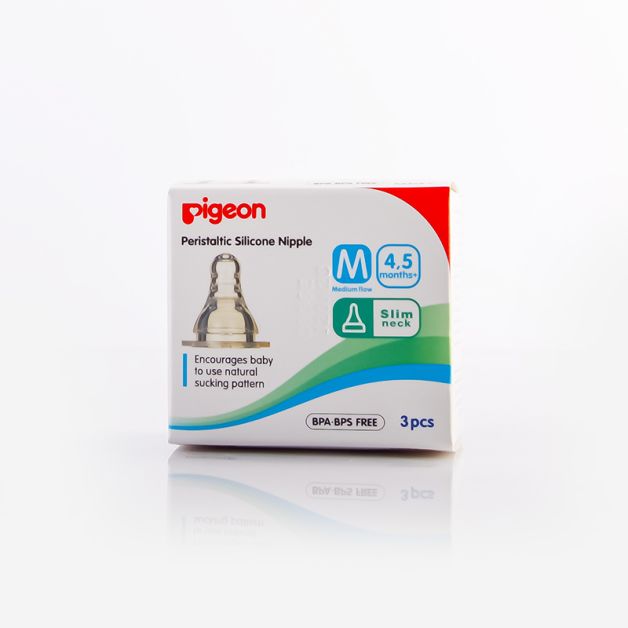 pigeon
Peristaltic Silicone Nipple
M
Medium flow
4,5
months+
Slim
neck
Encourages baby
to use natural
sucking pattern
BPA·BPS FREE
3pcs